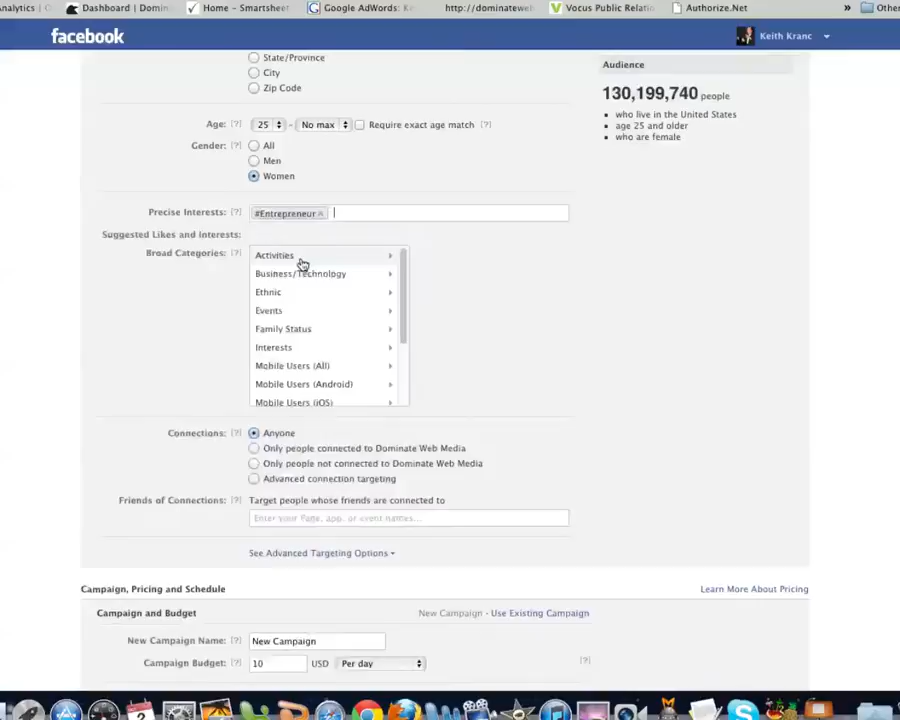 Analytics
Dashboard | Domin
Home - Smartsheet
Google AdWords: Ke
http://dominatewel
Vocus Public Relatio
Authorize.Net
»
Othe
facebook
Keith Kranc
State/Province
City
Zip Code
Audience
130,199,740 people
who live in the United States
age 25 and older
who are female
Age: [?] 25 - No max Require exact age match [?]
Gender: [?] All
Men
Women
Precise Interests: [?] #Entrepreneur ×
Suggested Likes and Interests:
Broad Categories: [?] Activities
Business/Technology
Ethnic
Events
Family Status
Interests
Mobile Users (All)
Mobile Users (Android)
Mobile Users (iOS)
Connections: [?] Anyone
Only people connected to Dominate Web Media
Only people not connected to Dominate Web Media
Advanced connection targeting
Friends of Connections: [?] Target people whose friends are connected to
Enter your Page, app, or event names...
See Advanced Targeting Options
Campaign, Pricing and Schedule
Learn More About Pricing
Campaign and Budget
New Campaign - Use Existing Campaign
New Campaign Name: [?] New Campaign
Campaign Budget: [?] 10 USD Per day [?]